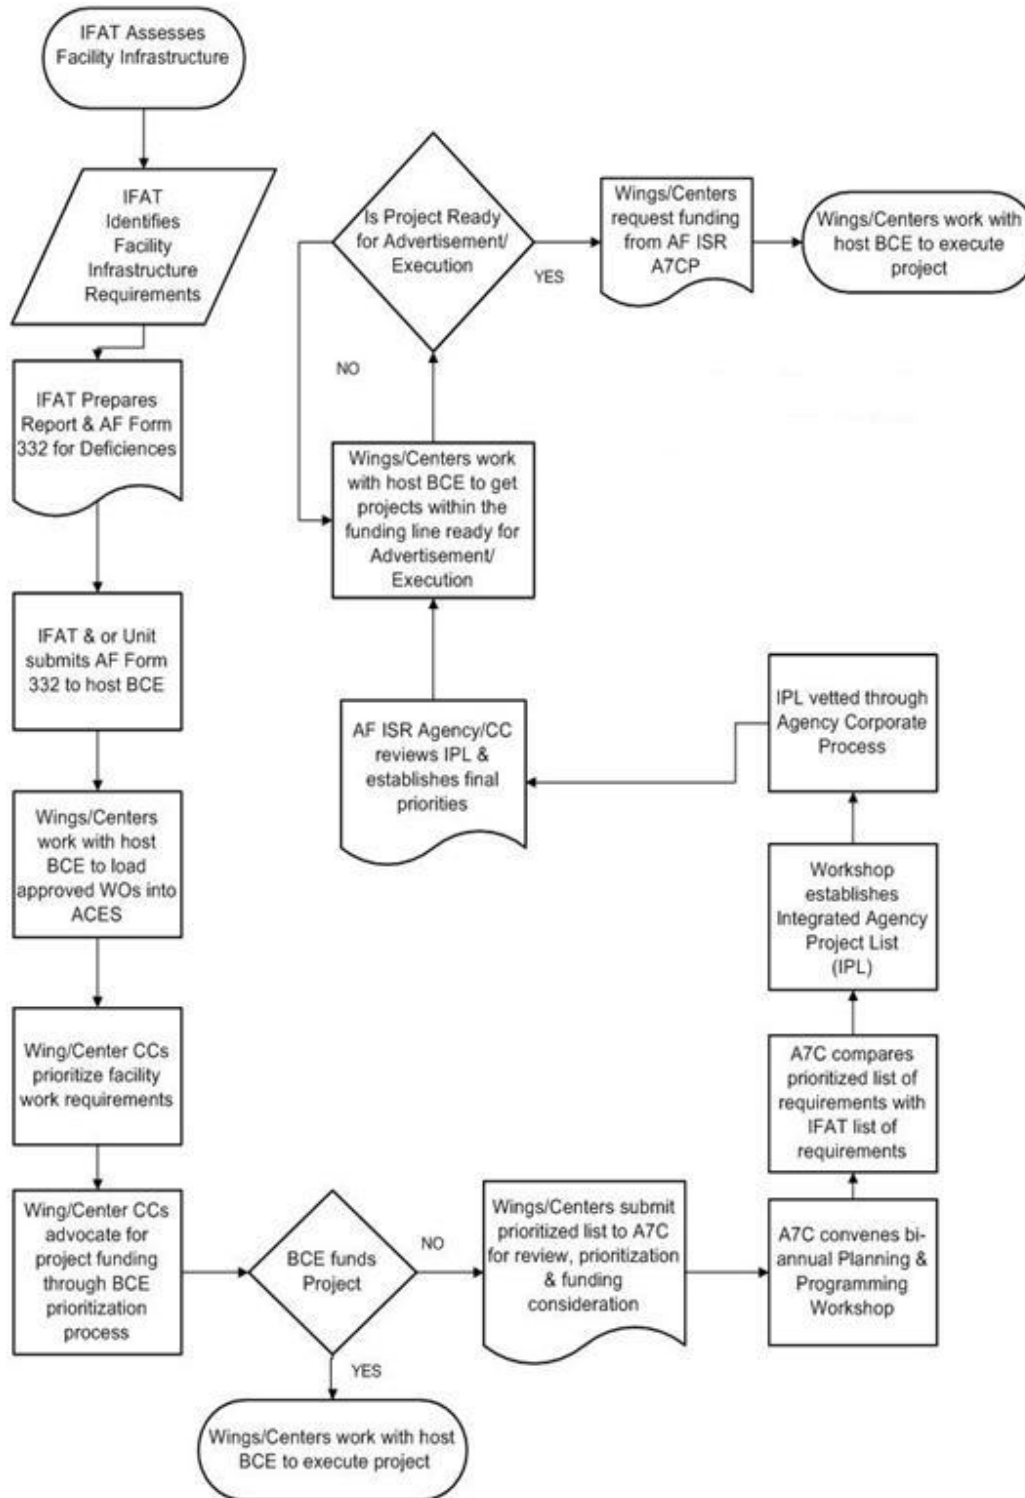 IFAT Assesses
Facility Infrastructure
IFAT
Identifies
Facility
Infrastructure
Requirements
IFAT Prepares
Report & AF Form
332 for Deficiences
IFAT & or Unit
submits AF Form
332 to host BCE
Wings/Centers
work with host
BCE to load
approved WOs into
ACES
Wing/Center CCs
prioritize facility
work requirements
Wing/Center CCs
advocate for
project funding
through BCE
prioritization
process
BCE funds
Project
YES
Wings/Centers work with host
BCE to execute project
NO
Wings/Centers submit
prioritized list to A7C
for review, prioritization
& funding
consideration
A7C convenes bi-
annual Planning &
Programming
Workshop
A7C compares
prioritized list of
requirements with
IFAT list of
requirements
Workshop
establishes
Integrated Agency
Project List
(IPL)
IPL vetted through
Agency Corporate
Process
AF ISR Agency/CC
reviews IPL &
establishes final
priorities
Wings/Centers work
with host BCE to get
projects within the
funding line ready for
Advertisement/
Execution
Is Project Ready
for Advertisement/
Execution
NO
YES
Wings/Centers
request funding
from AF ISR
A7CP
Wings/Centers work with
host BCE to execute
project